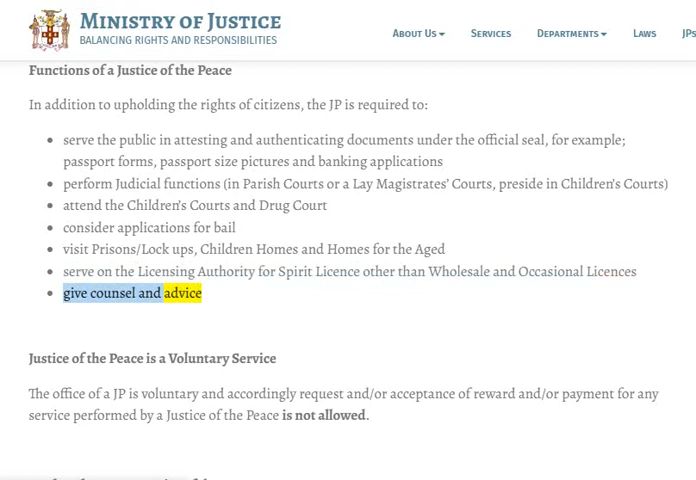 MINISTRY OF JUSTICE
BALANCING RIGHTS AND RESPONSIBILITIES
ABOUT US
SERVICES
DEPARTMENTS
LAWS
JPs
Functions of a Justice of the Peace
In addition to upholding the rights of citizens, the JP is required to:
serve the public in attesting and authenticating documents under the official seal, for example;
passport forms, passport size pictures and banking applications
perform Judicial functions (in Parish Courts or a Lay Magistrates' Courts, preside in Children's Courts)
attend the Children's Courts and Drug Court
consider applications for bail
visit Prisons/Lock ups, Children Homes and Homes for the Aged
serve on the Licensing Authority for Spirit Licence other than Wholesale and Occasional Licences
give counsel and advice
Justice of the Peace is a Voluntary Service
The office of a JP is voluntary and accordingly request and/or acceptance of reward and/or payment for any
service performed by a Justice of the Peace is not allowed.